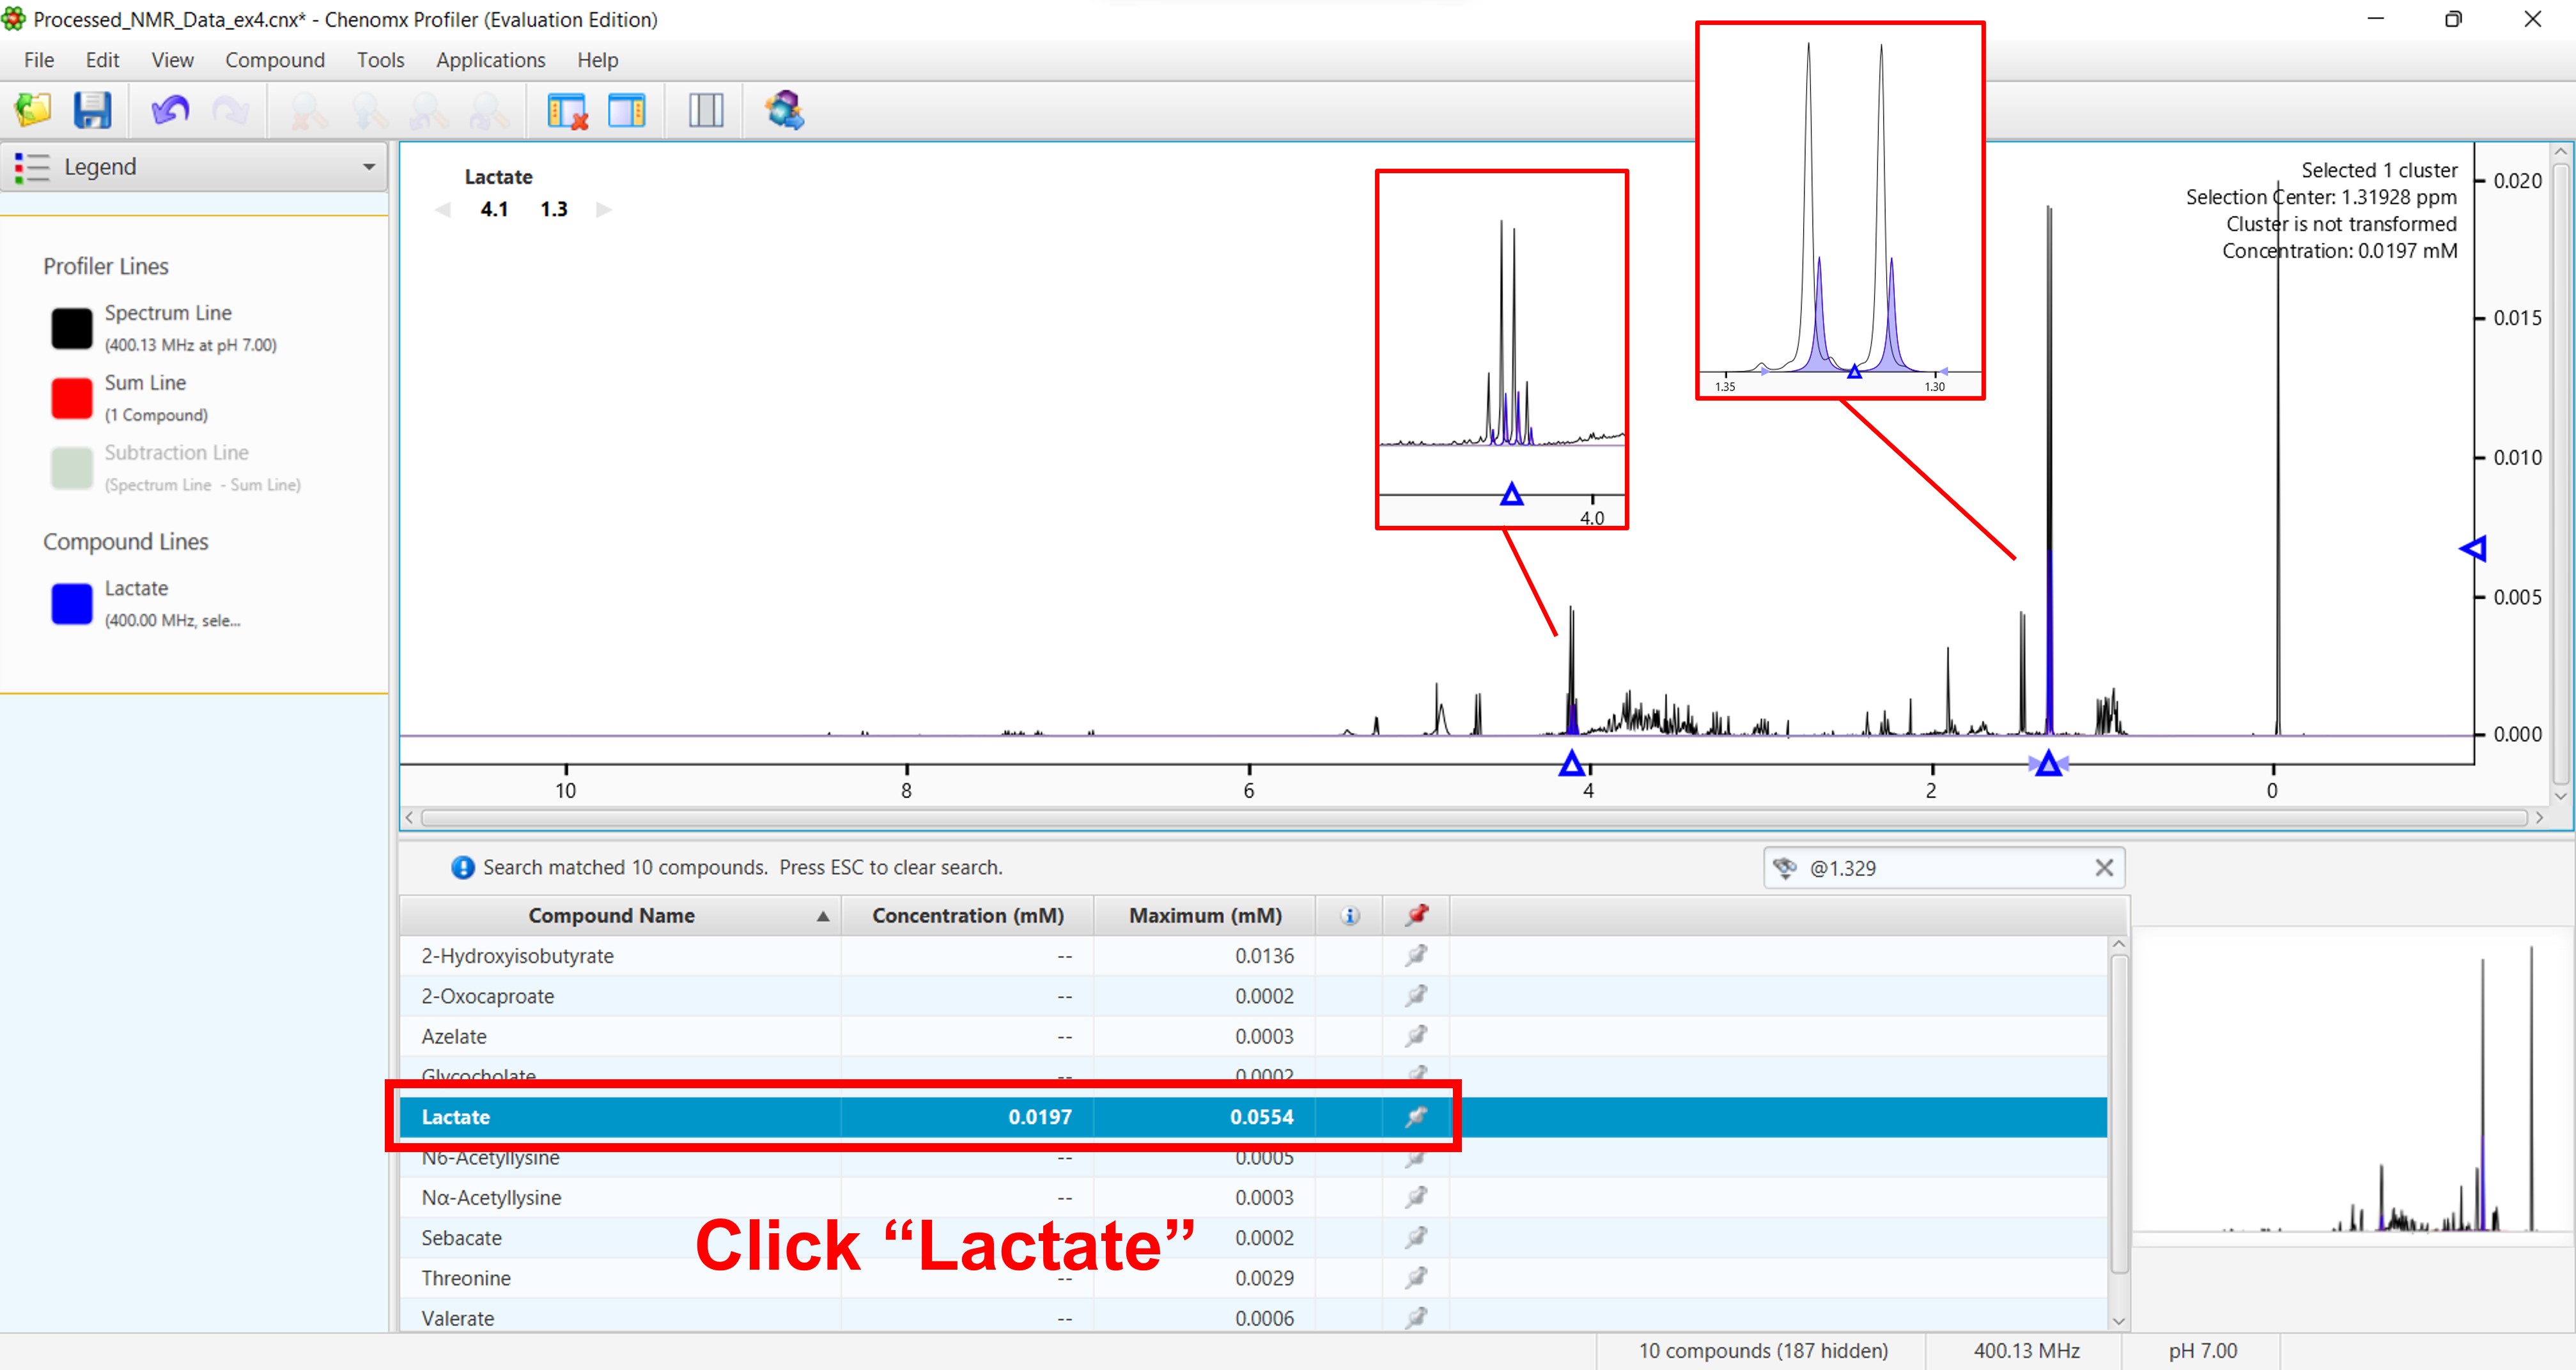 Processed_NMR_Data_ex4.cnx* - Chenomx Profiler (Evaluation Edition)
File Edit View Compound Tools Applications Help
Legend
Profiler Lines
Spectrum Line
(400.13 MHz at pH 7.00)
Sum Line
(1 Compound)
Subtraction Line
(Spectrum Line - Sum Line)
Compound Lines
Lactate
(400.00 MHz, sele...
Lactate
4.1 1.3
4.0
1.35 1.30
Selected 1 cluster
Selection Center: 1.31928 ppm
Cluster is not transformed
Concentration: 0.0197 mM
0.020
0.015
0.010
0.005
0.000
10 8 6 4 2 0
Search matched 10 compounds. Press ESC to clear search.
@1.329
Compound Name Concentration (mM) Maximum (mM)
2-Hydroxyisobutyrate -- 0.0136
2-Oxocaproate -- 0.0002
Azelate -- 0.0003
Glycocholate -- 0.0002
Lactate 0.0197 0.0554
N6-Acetyllysine -- 0.0005
Nα-Acetyllysine -- 0.0003
Sebacate -- 0.0002
Click “Lactate”
Threonine -- 0.0029
Valerate -- 0.0006
10 compounds (187 hidden) 400.13 MHz pH 7.00